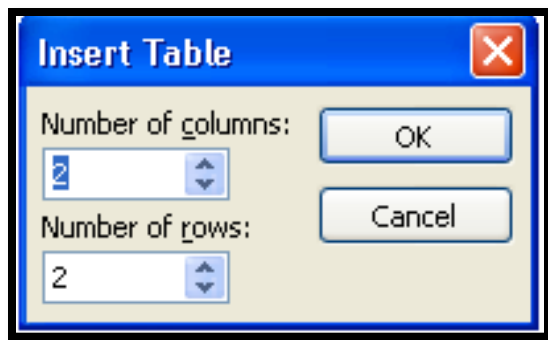 Insert Table
Number of columns:
2
OK
Number of rows:
2
Cancel